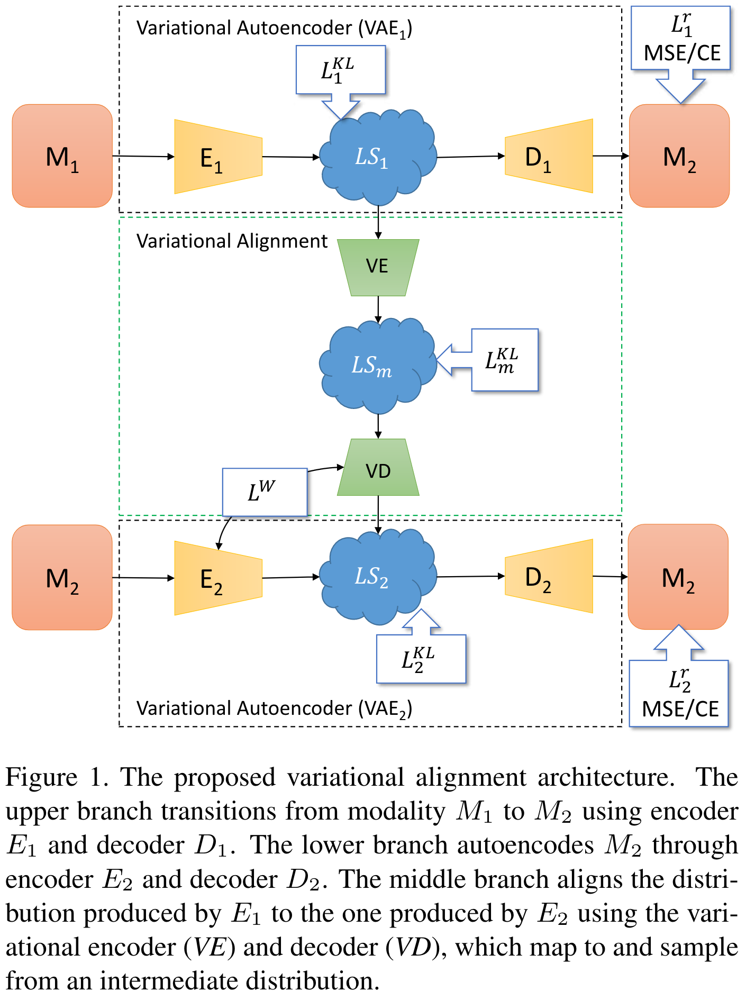 Variational Autoencoder (VAE₁)
L₁ʳ
MSE/CE
L₁ᴷᴸ
M₁
E₁
LS₁
D₁
M₂
Variational Alignment
VE
LSₘ
Lₘᴷᴸ
VD
Lᵂ
M₂
E₂
LS₂
D₂
M₂
L₂ᴷᴸ
L₂ʳ
MSE/CE
Variational Autoencoder (VAE₂)
Figure 1. The proposed variational alignment architecture. The
upper branch transitions from modality M₁ to M₂ using encoder
E₁ and decoder D₁. The lower branch autoencodes M₂ through
encoder E₂ and decoder D₂. The middle branch aligns the distri-
bution produced by E₁ to the one produced by E₂ using the vari-
ational encoder (VE) and decoder (VD), which map to and sample
from an intermediate distribution.